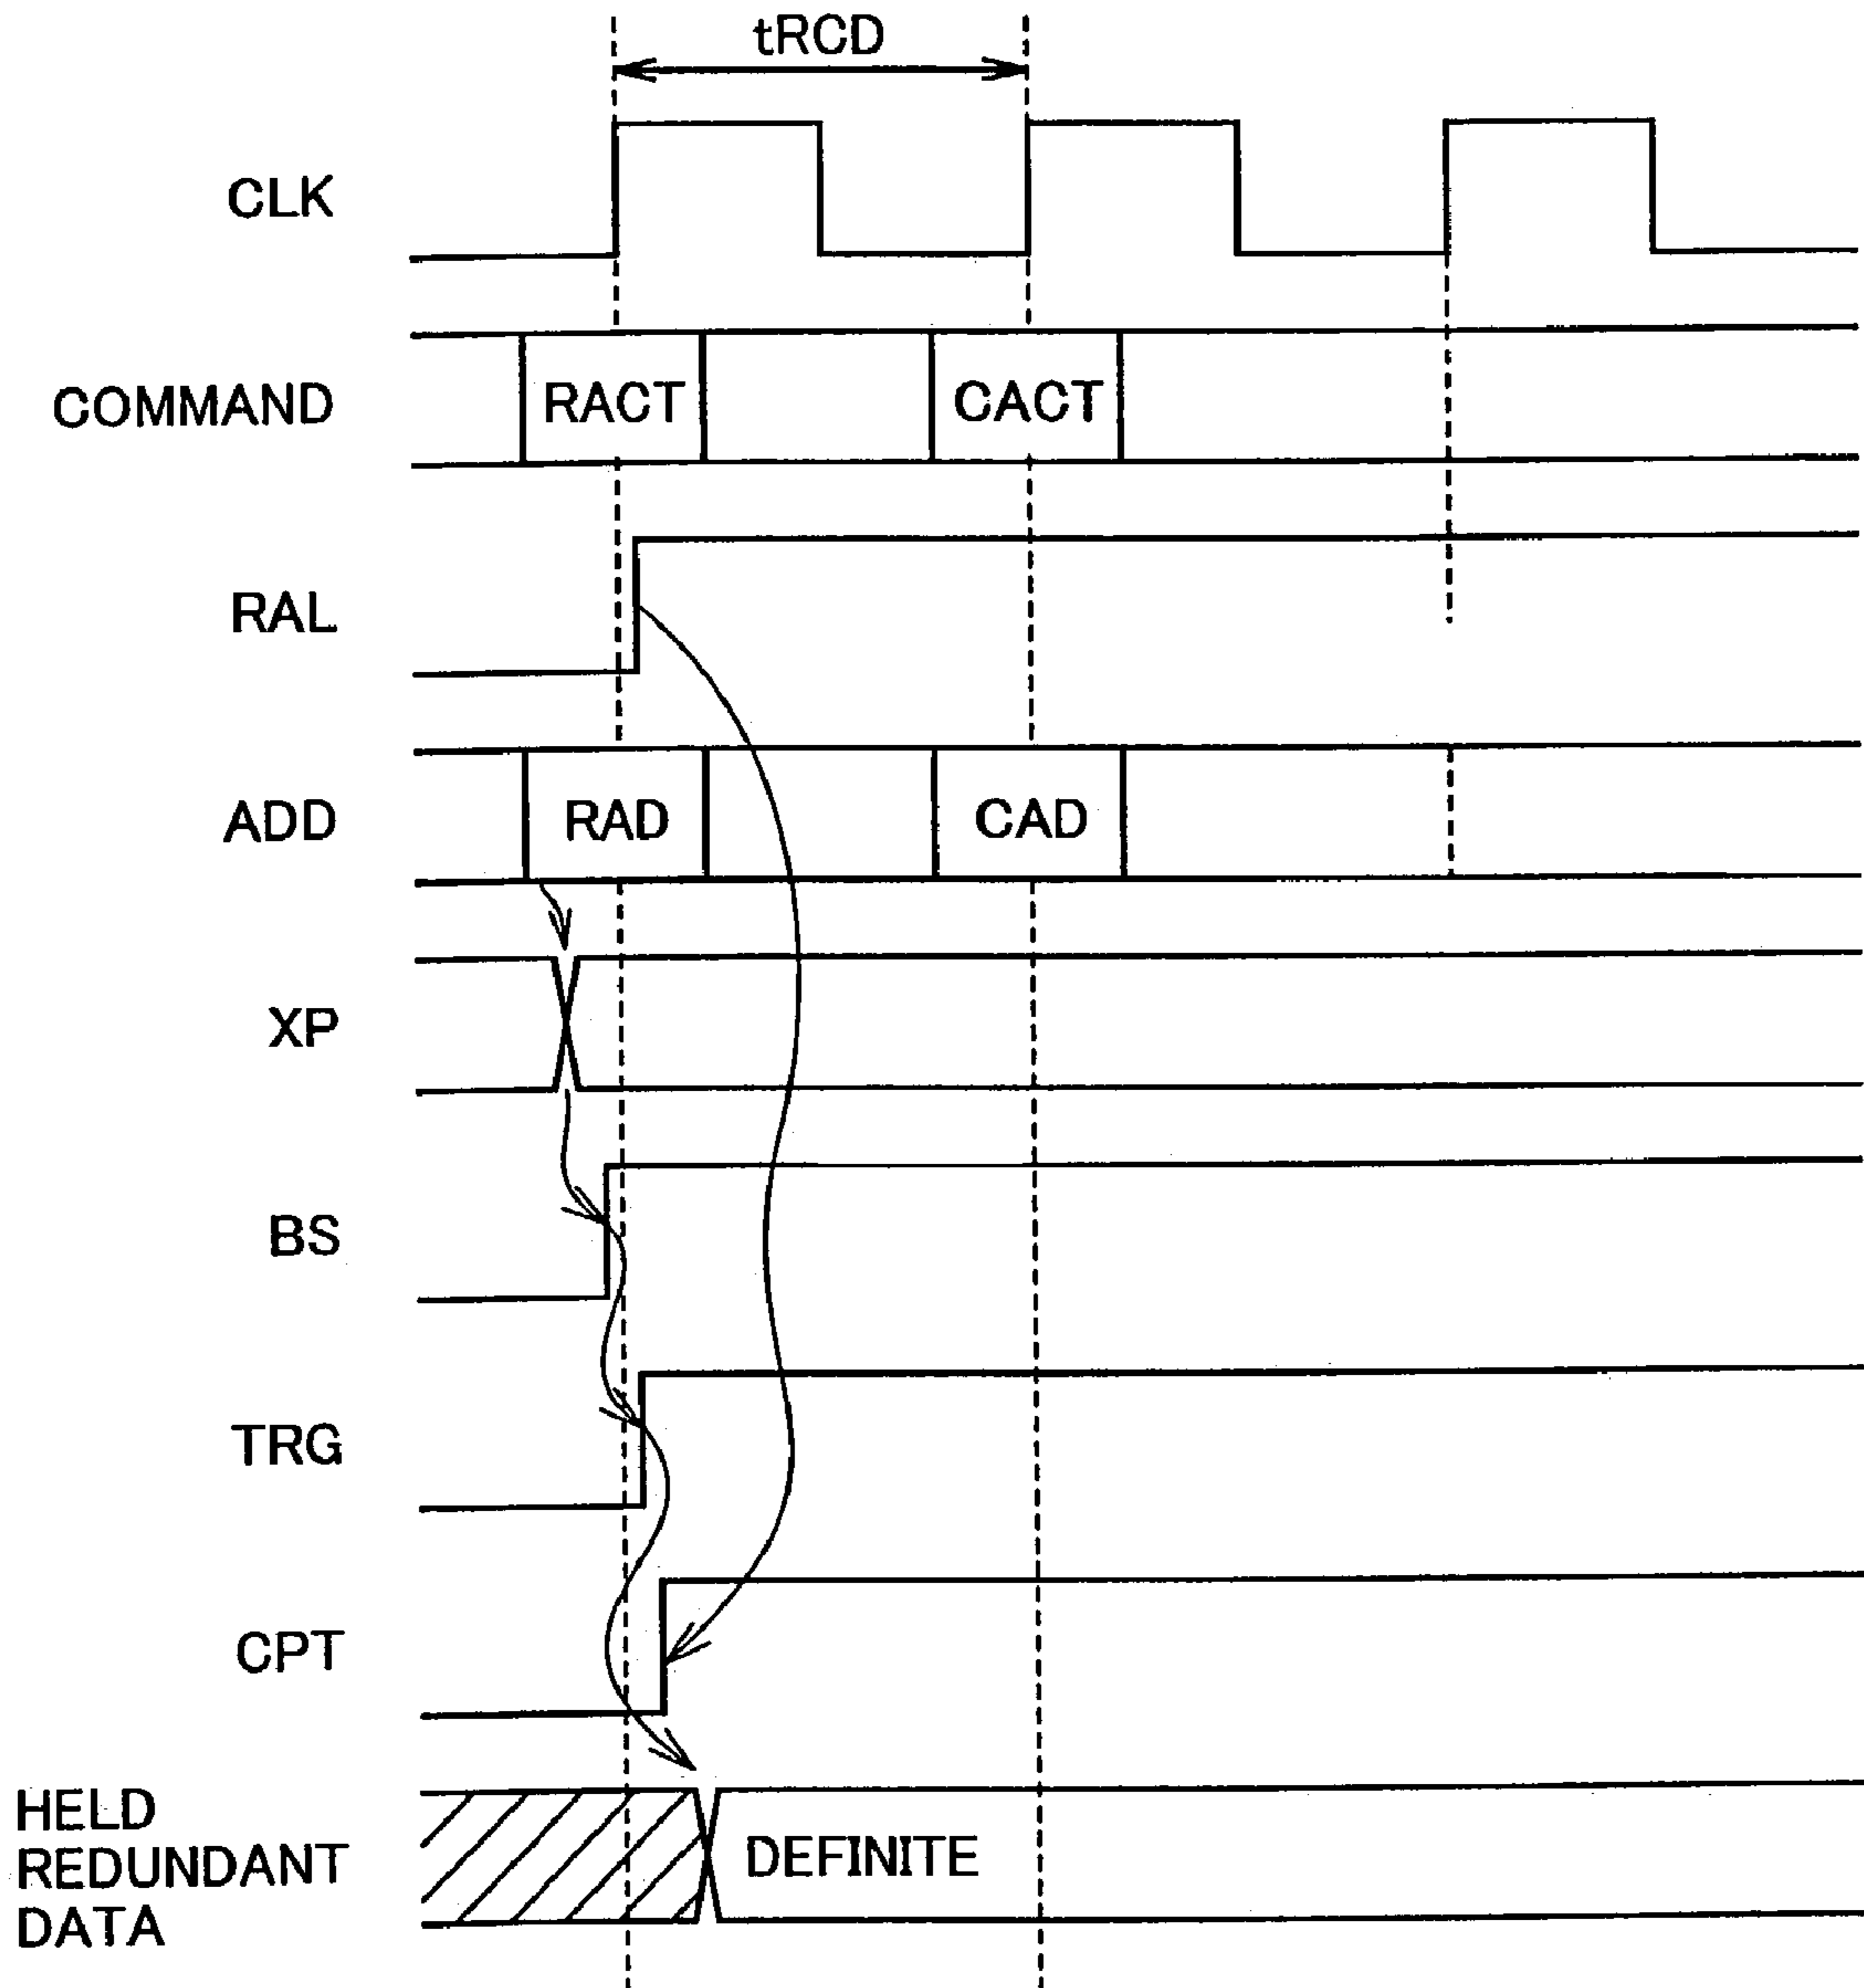 tRCD
CLK
COMMAND
RACT
CACT
RAL
ADD
RAD
CAD
XP
BS
TRG
CPT
HELD
REDUNDANT
DATA
DEFINITE